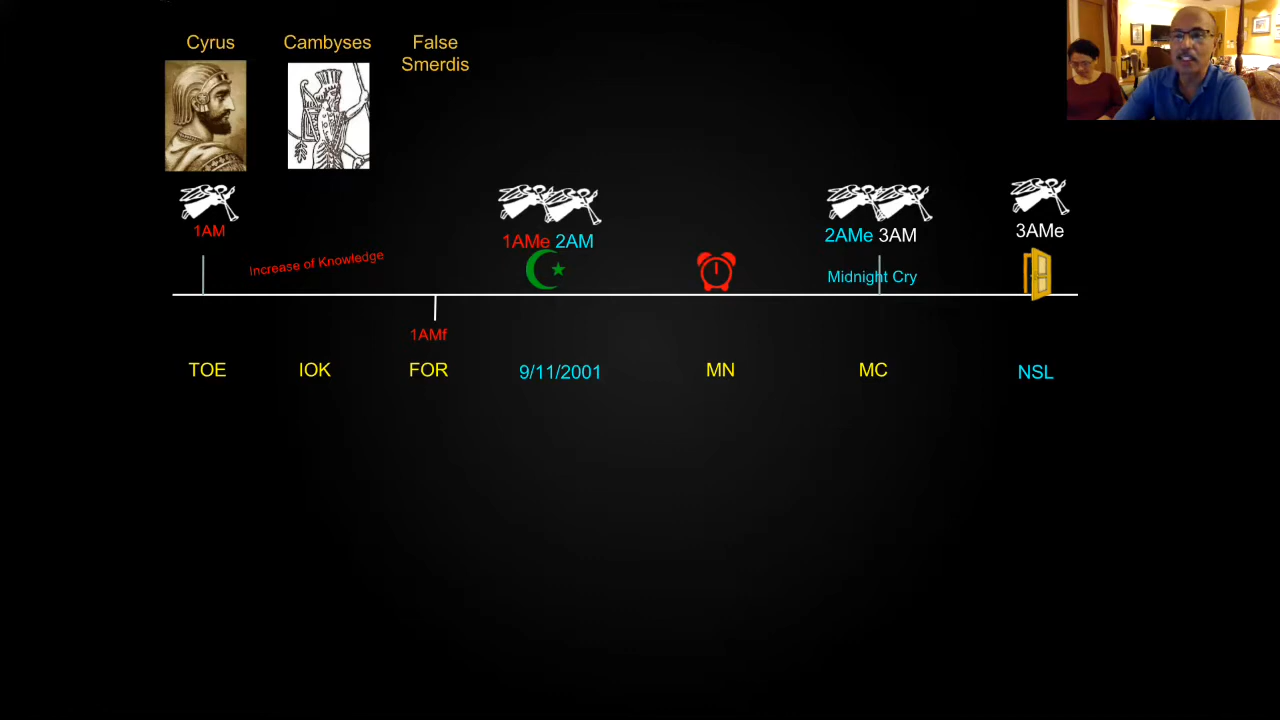 Cyrus
Cambyses
False
Smerdis
1AM
1AMe 2AM
2AMe 3AM
3AMe
Increase of Knowledge
Midnight Cry
1AMf
TOE
IOK
FOR
9/11/2001
MN
MC
NSL